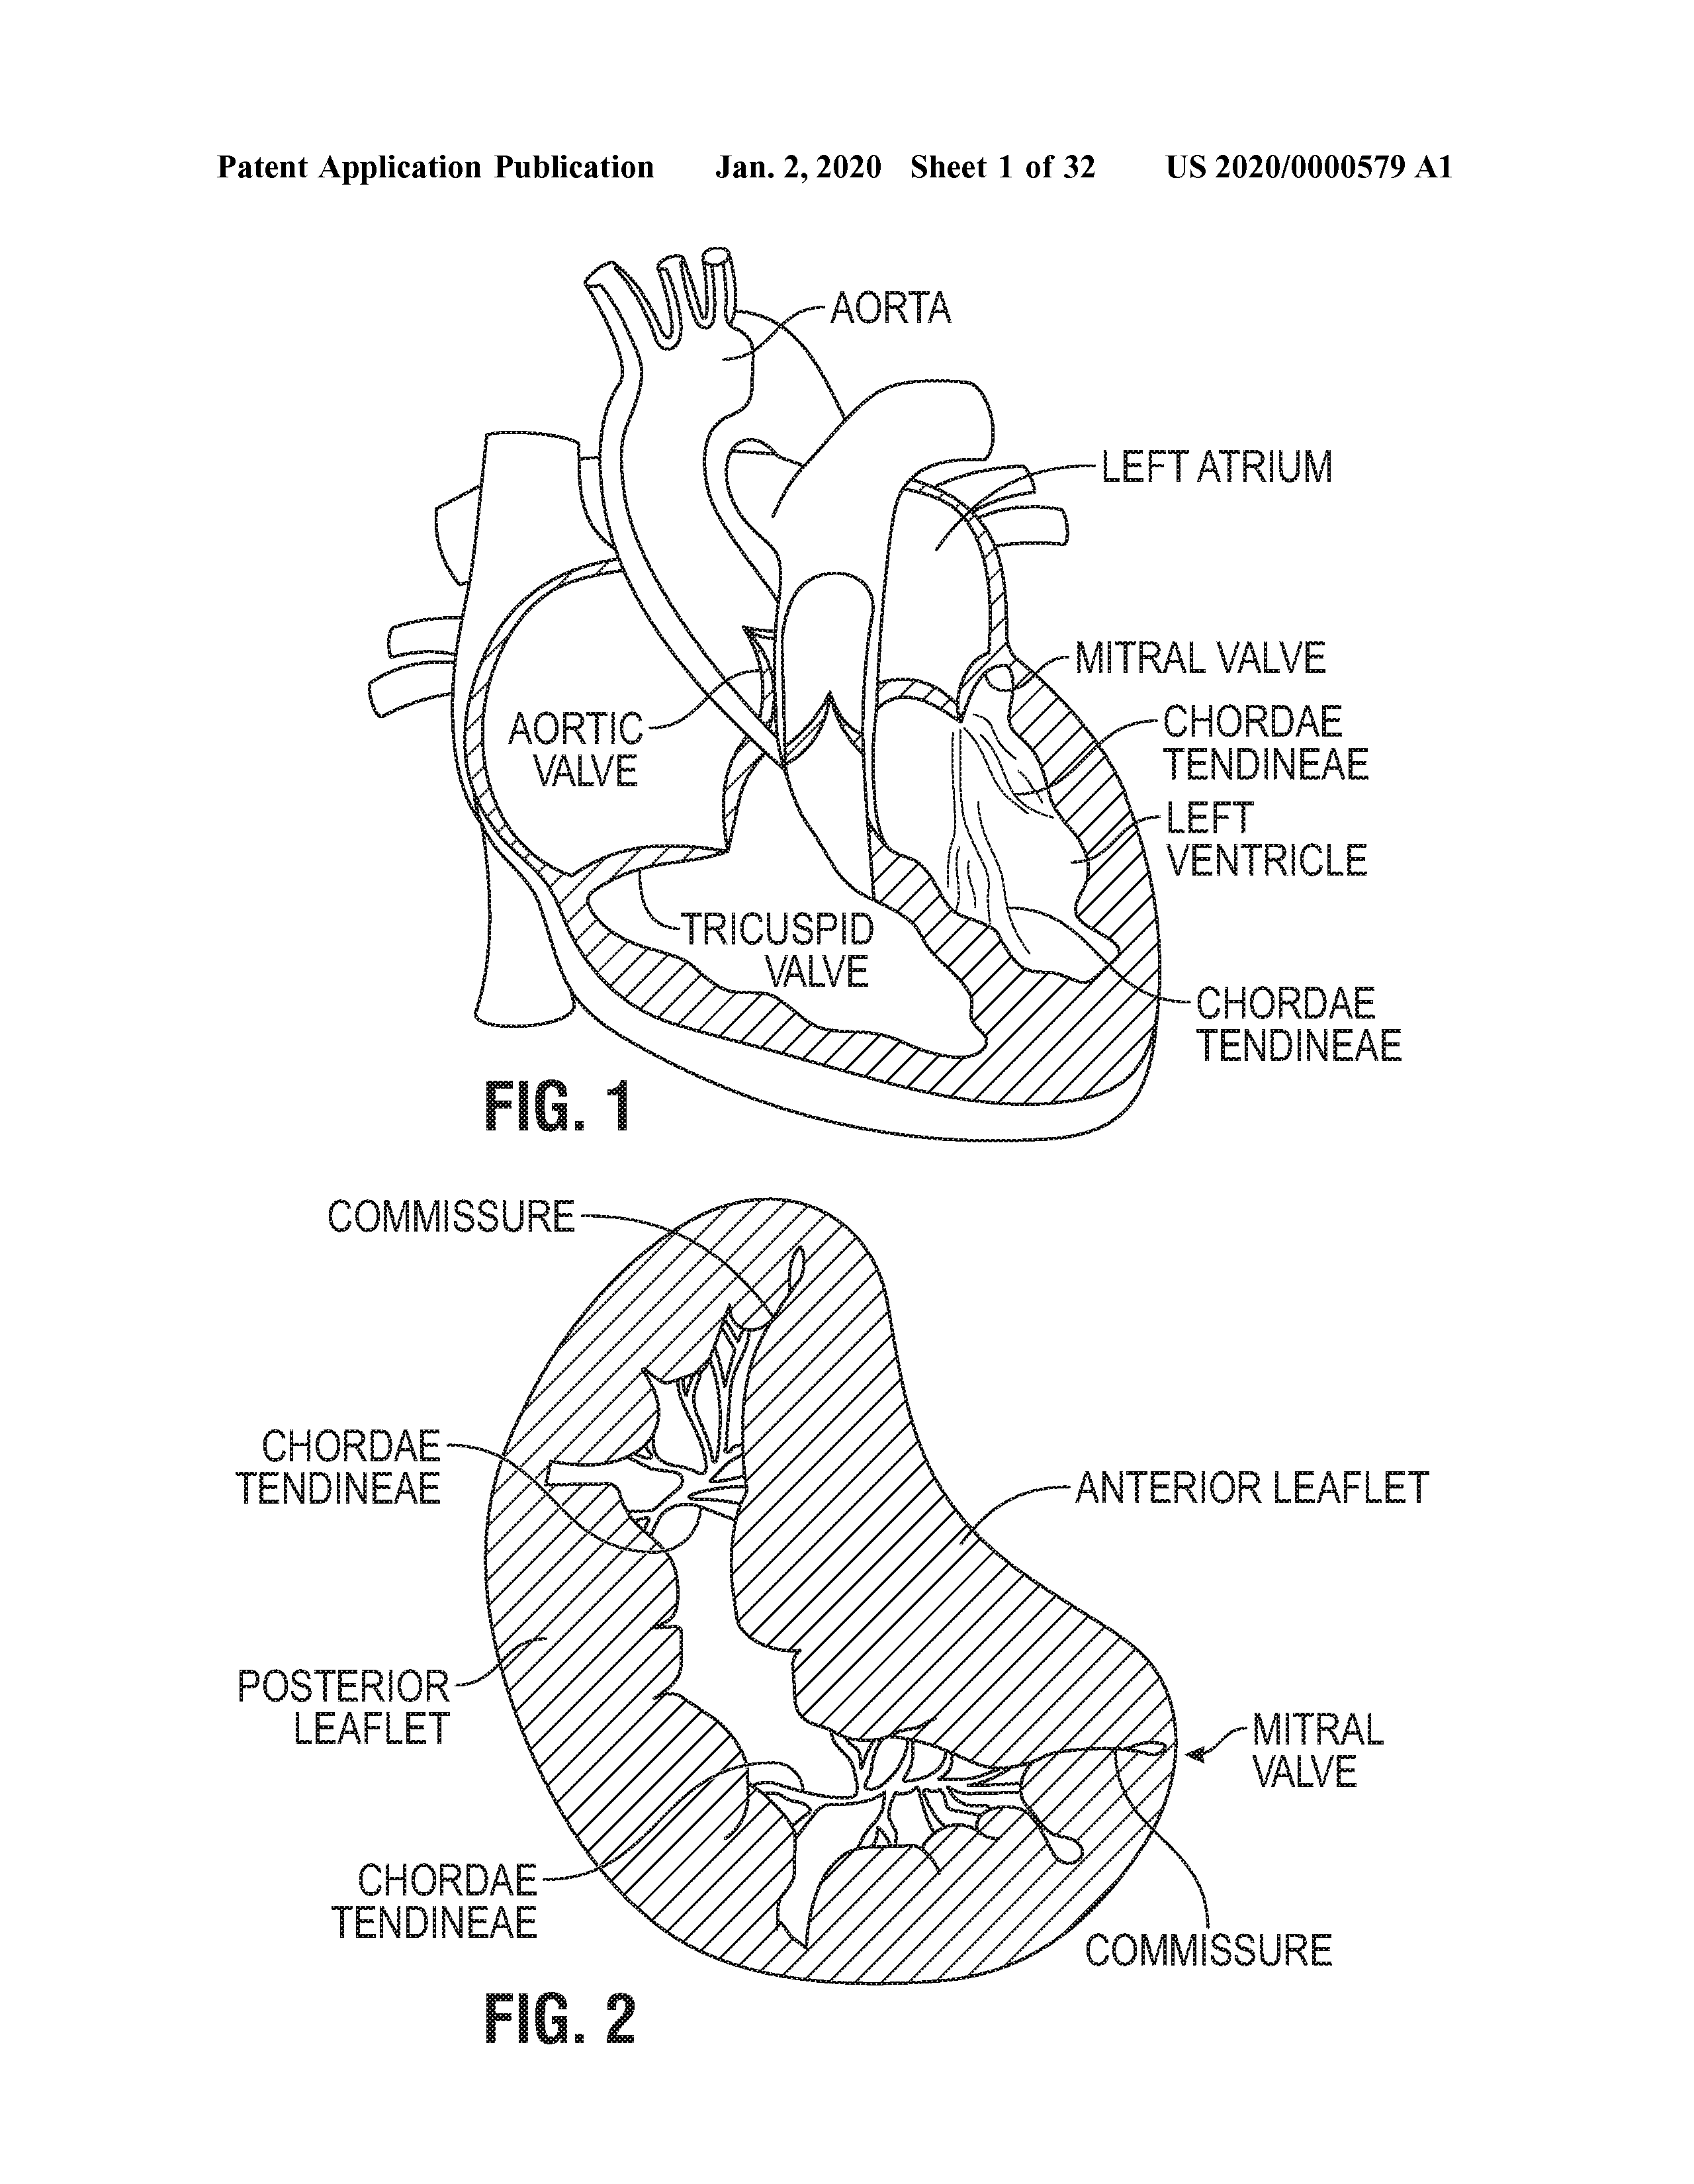 Patent Application Publication Jan. 2, 2020 Sheet 1 of 32 US 2020/0000579 A1
AORTA
LEFT ATRIUM
MITRAL VALVE
CHORDAE
TENDINEAE
AORTIC
VALVE
LEFT
VENTRICLE
TRICUSPID
VALVE
CHORDAE
TENDINEAE
FIG. 1
COMMISSURE
CHORDAE
TENDINEAE
ANTERIOR LEAFLET
POSTERIOR
LEAFLET
MITRAL
VALVE
CHORDAE
TENDINEAE
COMMISSURE
FIG. 2